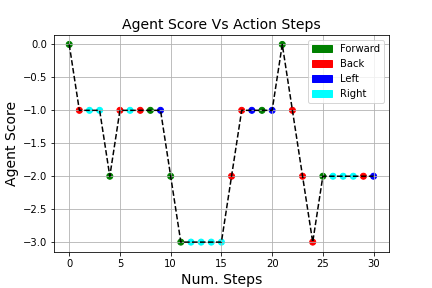 Agent Score Vs Action Steps
0.0
−0.5
−1.0
−1.5
−2.0
−2.5
−3.0
Agent Score
Forward
Back
Left
Right
0 5 10 15 20 25 30
Num. Steps